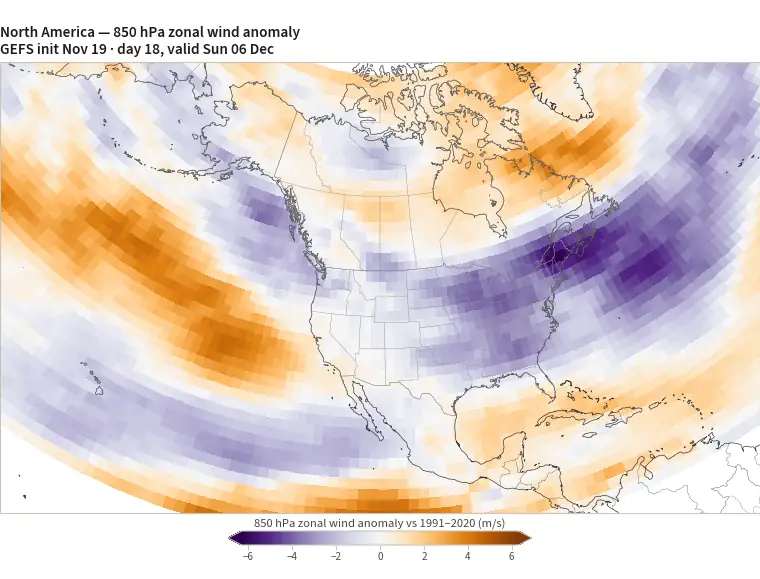 North America — 850 hPa zonal wind anomaly
GEFS init Nov 19 · day 18, valid Sun 06 Dec
850 hPa zonal wind anomaly vs 1991–2020 (m/s)
−6 −4 −2 0 2 4 6